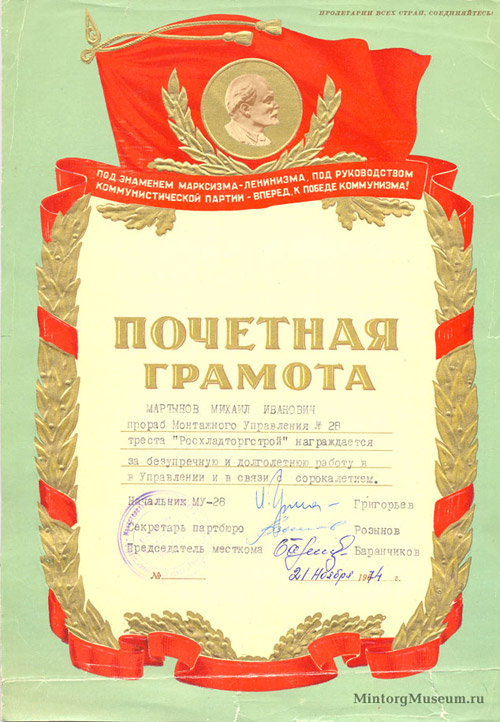 ПРОЛЕТАРИИ ВСЕХ СТРАН, СОЕДИНЯЙТЕСЬ!
ПОД ЗНАМЕНЕМ МАРКСИЗМА-ЛЕНИНИЗМА, ПОД РУКОВОДСТВОМ
КОММУНИСТИЧЕСКОЙ ПАРТИИ - ВПЕРЕД, К ПОБЕДЕ КОММУНИЗМА!
ПОЧЕТНАЯ
ГРАМОТА
МАРТЫНОВ МИХАИЛ ИВАНОВИЧ
прораб Монтажного Управления № 28
треста "Росхладторгстрой" награждается
за безупречную и долголетнюю работу в
в Управлении и в связи с сорокалетием.
Начальник МУ-28 Григорьев
Секретарь партбюро Розынов
Председатель месткома Баранчиков
№ 21 Ноября 1974 г.
MintorgMuseum.ru